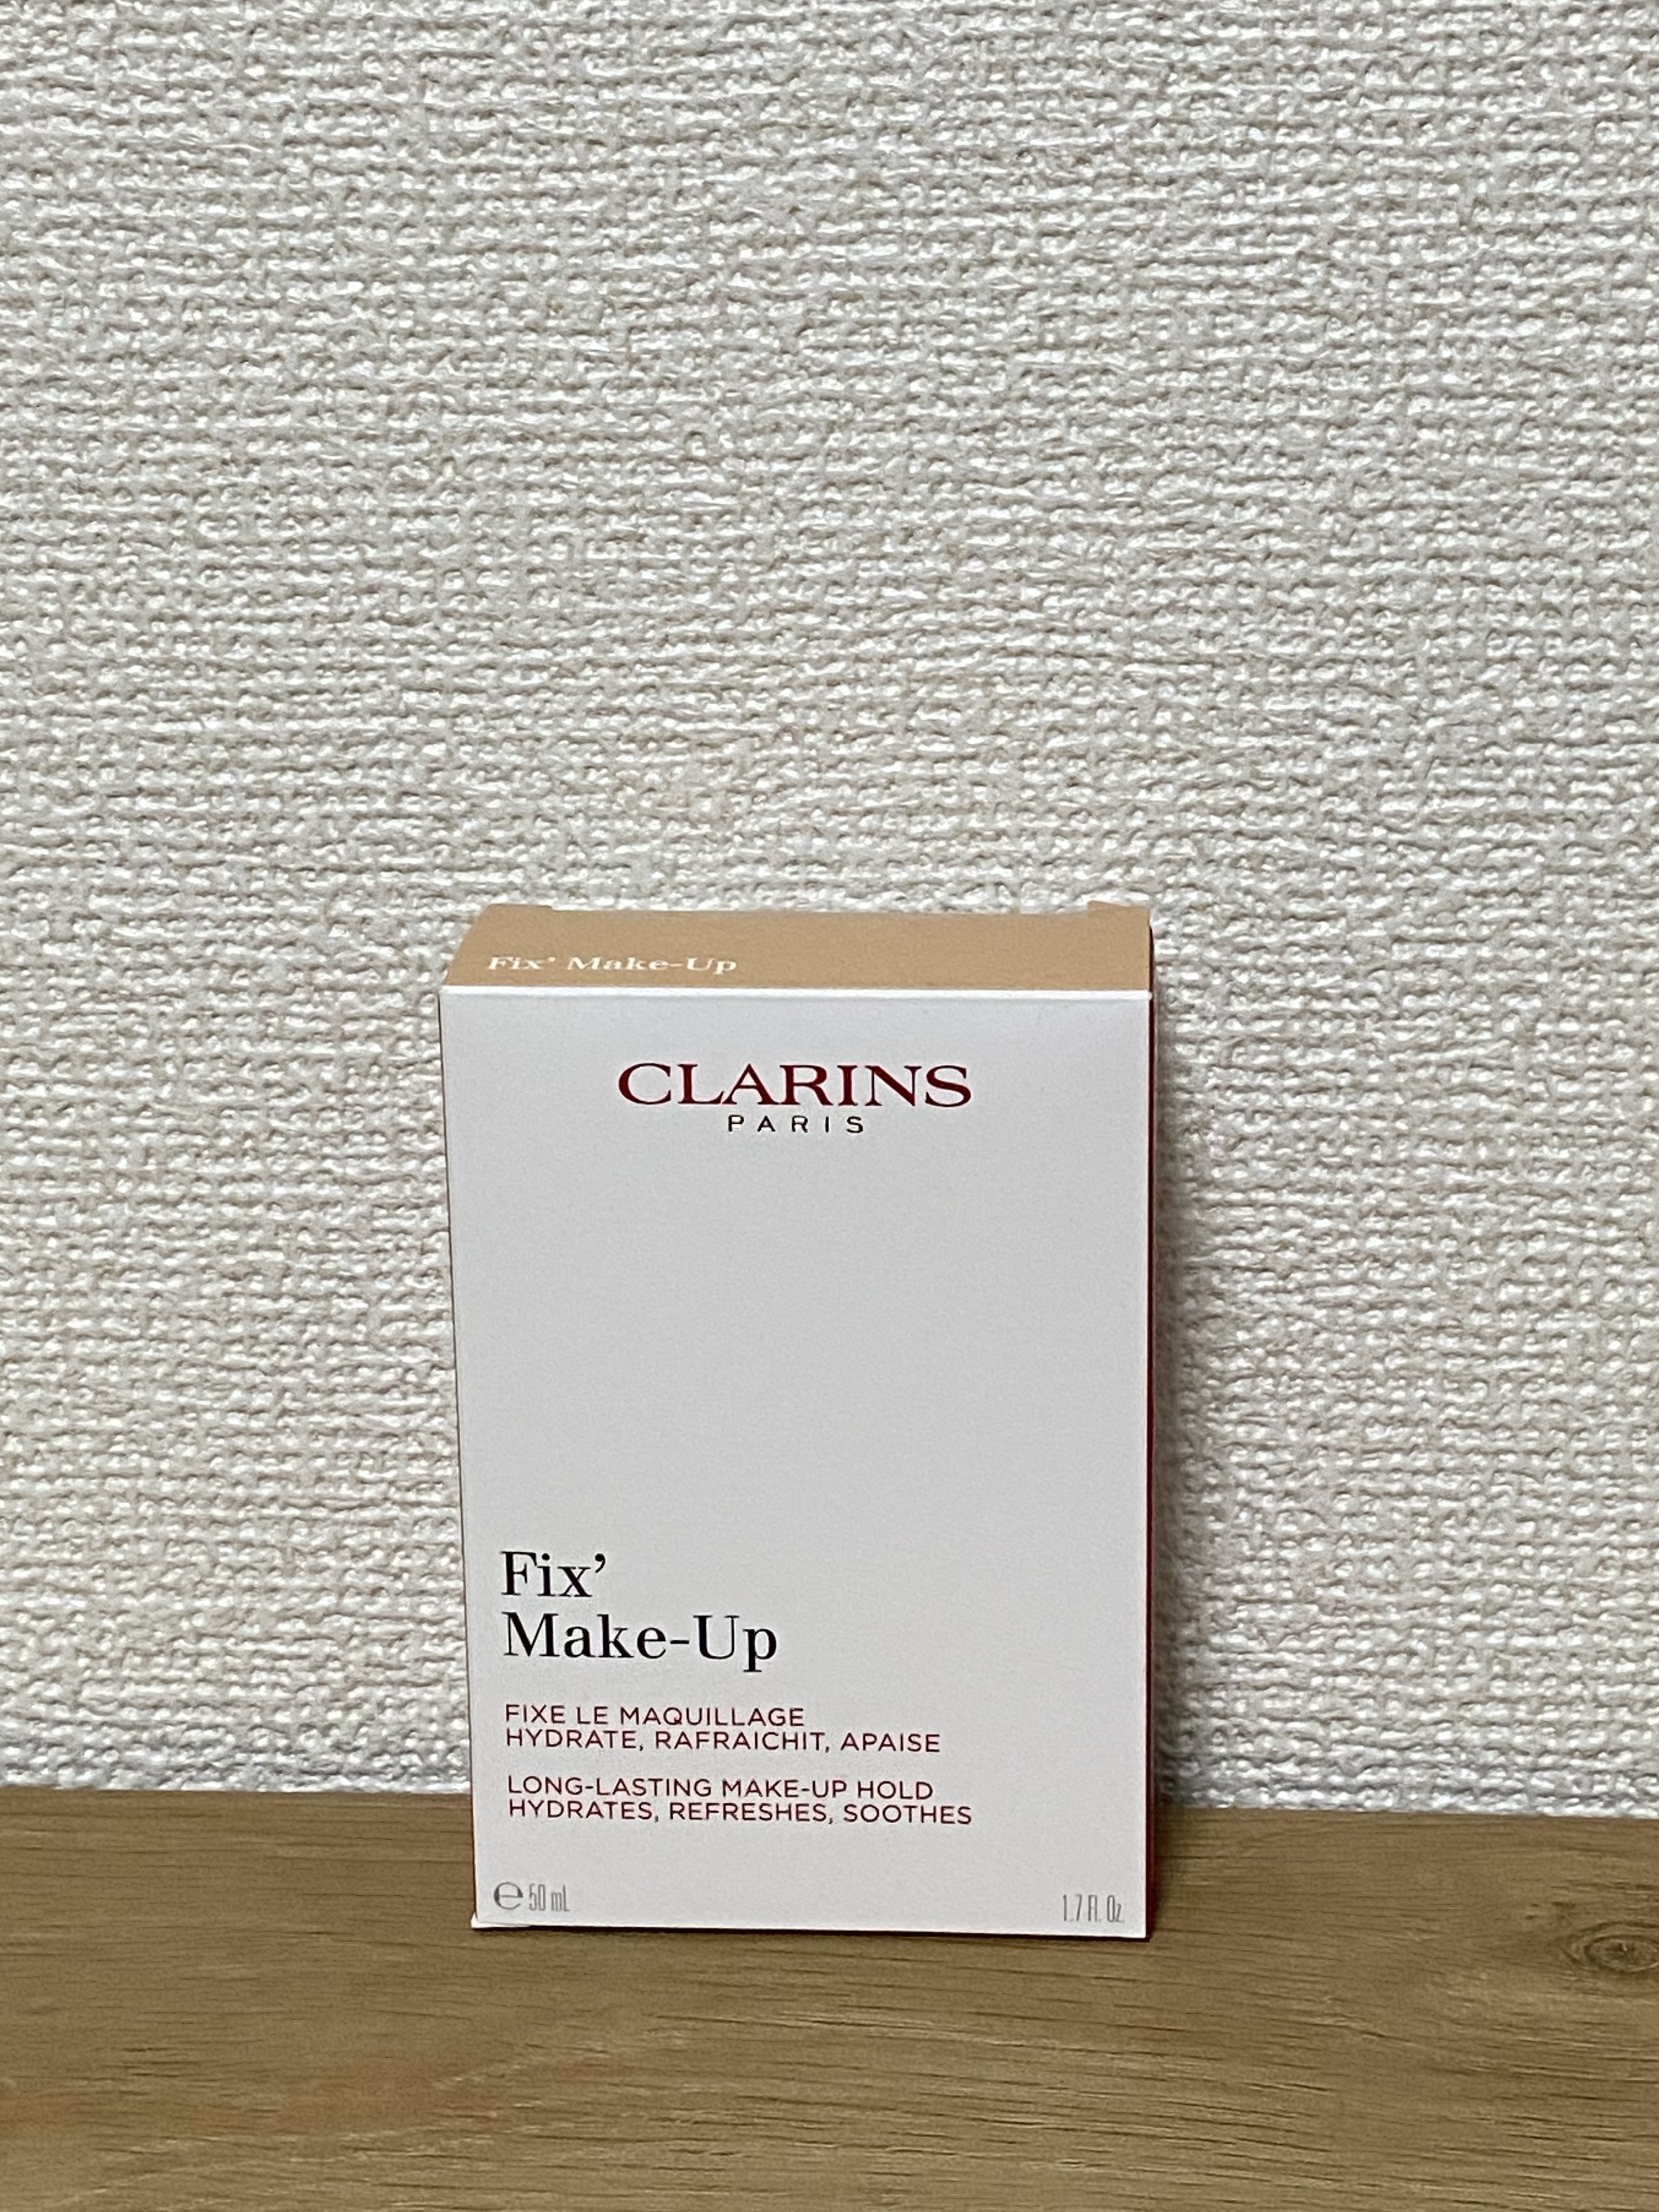 Fix’ Make-Up
CLARINS
PARIS
Fix’
Make-Up
FIXE LE MAQUILLAGE
HYDRATE, RAFRAICHIT, APAISE
LONG-LASTING MAKE-UP HOLD
HYDRATES, REFRESHES, SOOTHES
℮ 50 mL
1.7 Fl. Oz.